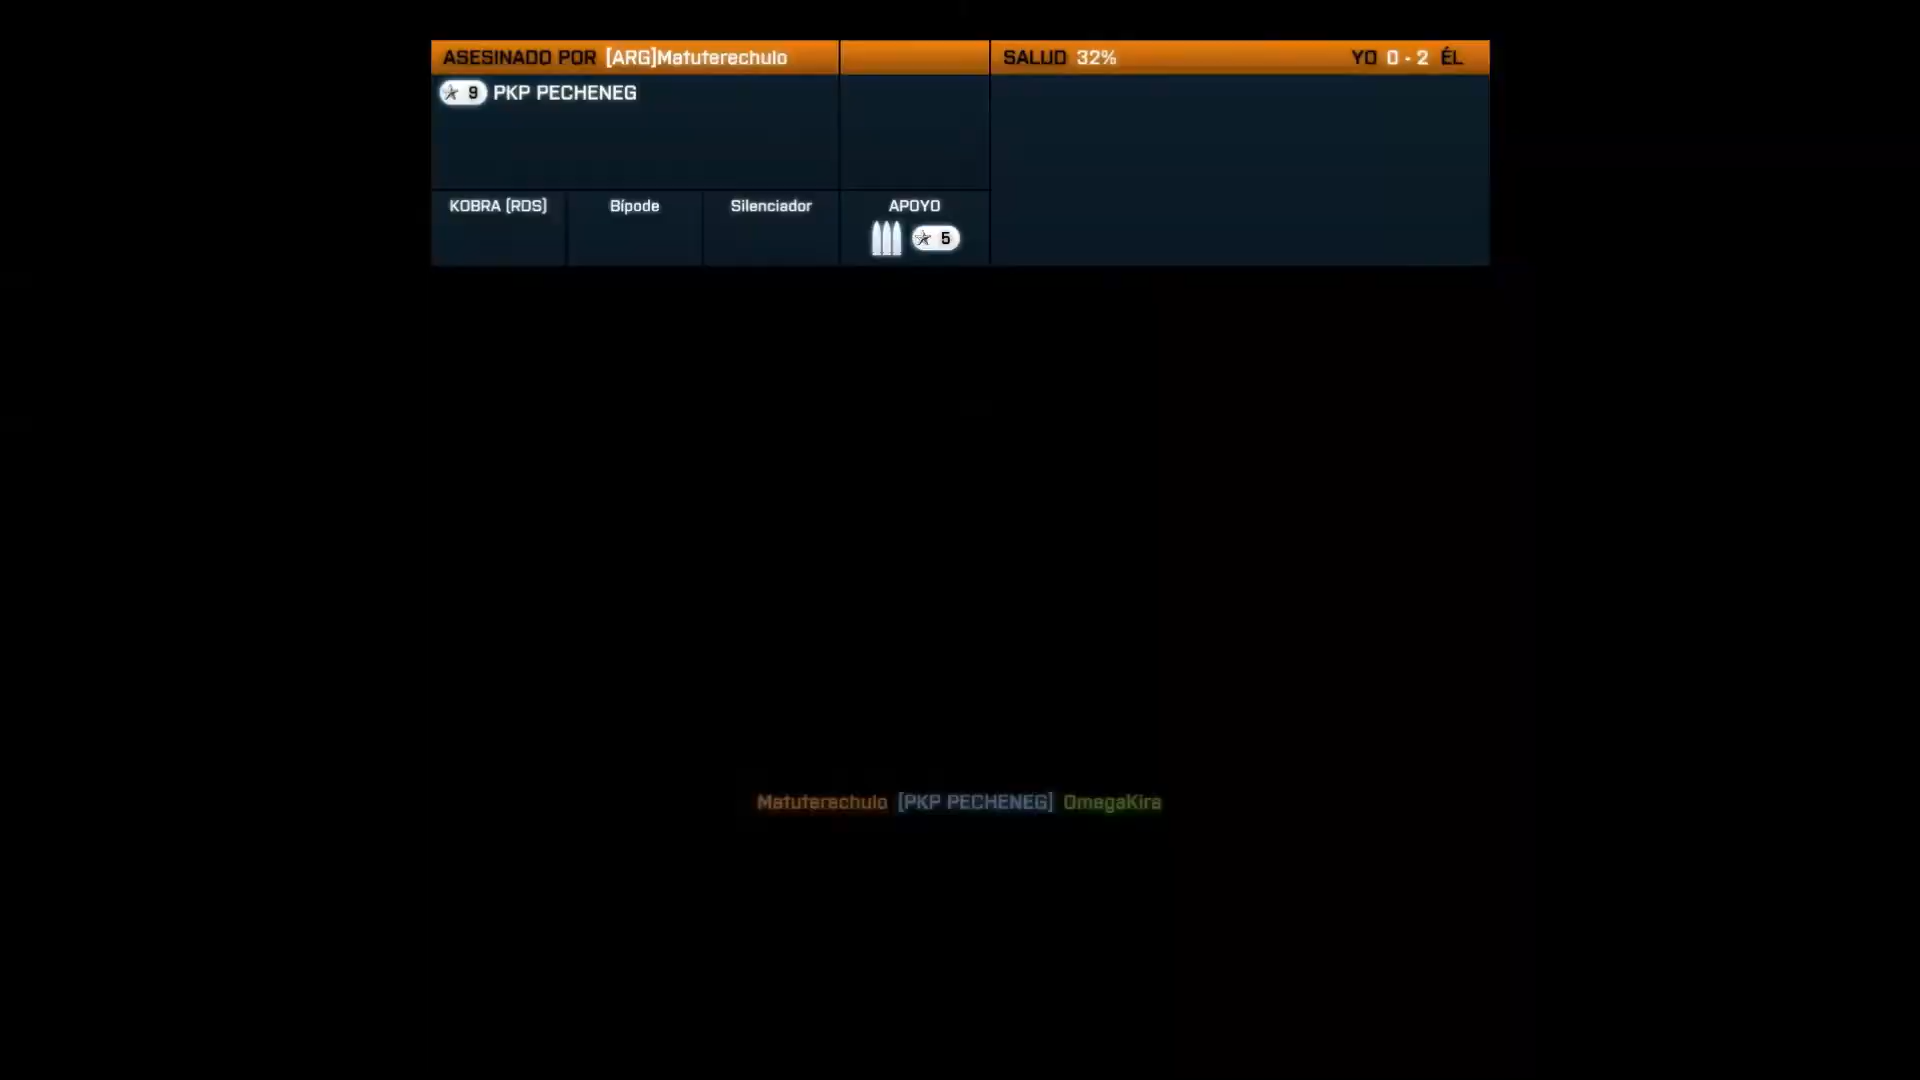 ASESINADO POR [ARG]Matuterechulo SALUD 32% YO 0 - 2 ÉL
9 PKP PECHENEG
KOBRA (RDS) Bípode Silenciador APOYO
5
Matuterechulo [PKP PECHENEG] OmegaKira